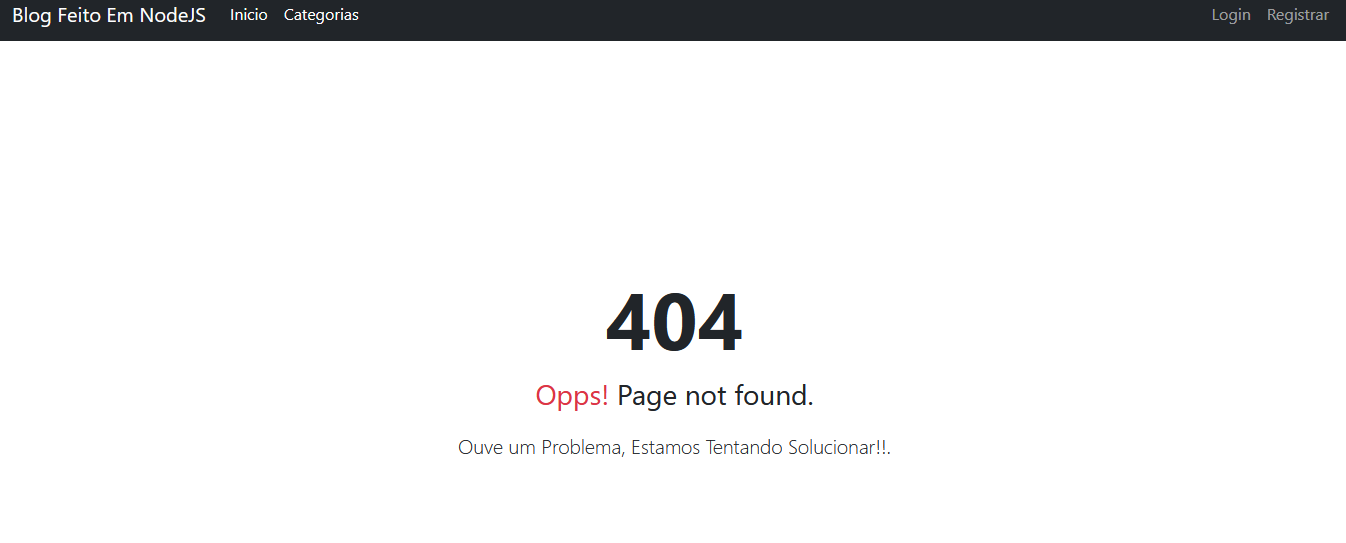 Blog Feito Em NodeJS Inicio Categorias Login Registrar
404
Opps! Page not found.
Ouve um Problema, Estamos Tentando Solucionar!!.